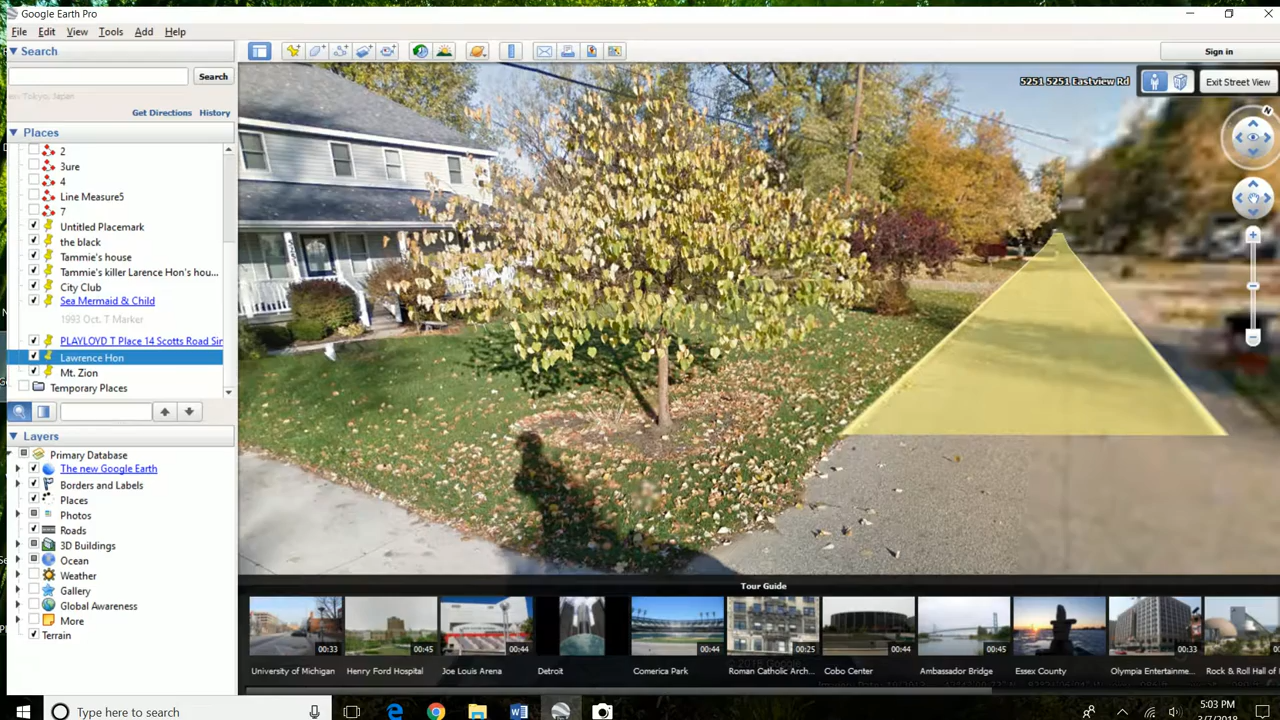 Google Earth Pro
File Edit View Tools Add Help
Search
Sign in
Search
Get Directions History
5251 5251 Eastview Rd
Exit Street View
N
Places
2
3ure
4
Line Measure5
7
Untitled Placemark
the black
Tammie's house
Tammie's killer Larence Hon's hou...
City Club
Sea Mermaid & Child
1993 Oct. T Marker
PLAYLOYD T Place 14 Scotts Road Sin
Lawrence Hon
Mt. Zion
Temporary Places
Layers
Primary Database
The new Google Earth
Borders and Labels
Places
Photos
Roads
3D Buildings
Ocean
Weather
Gallery
Global Awareness
More
Terrain
Tour Guide
00:33 00:45 00:44 00:44 00:25 00:44 00:45 00:33
University of Michigan Henry Ford Hospital Joe Louis Arena Detroit Comerica Park Roman Catholic Arch... Cobo Center Ambassador Bridge Essex County Olympia Entertainme... Rock & Roll Hall of
Type here to search
5:03 PM
3/7/2018